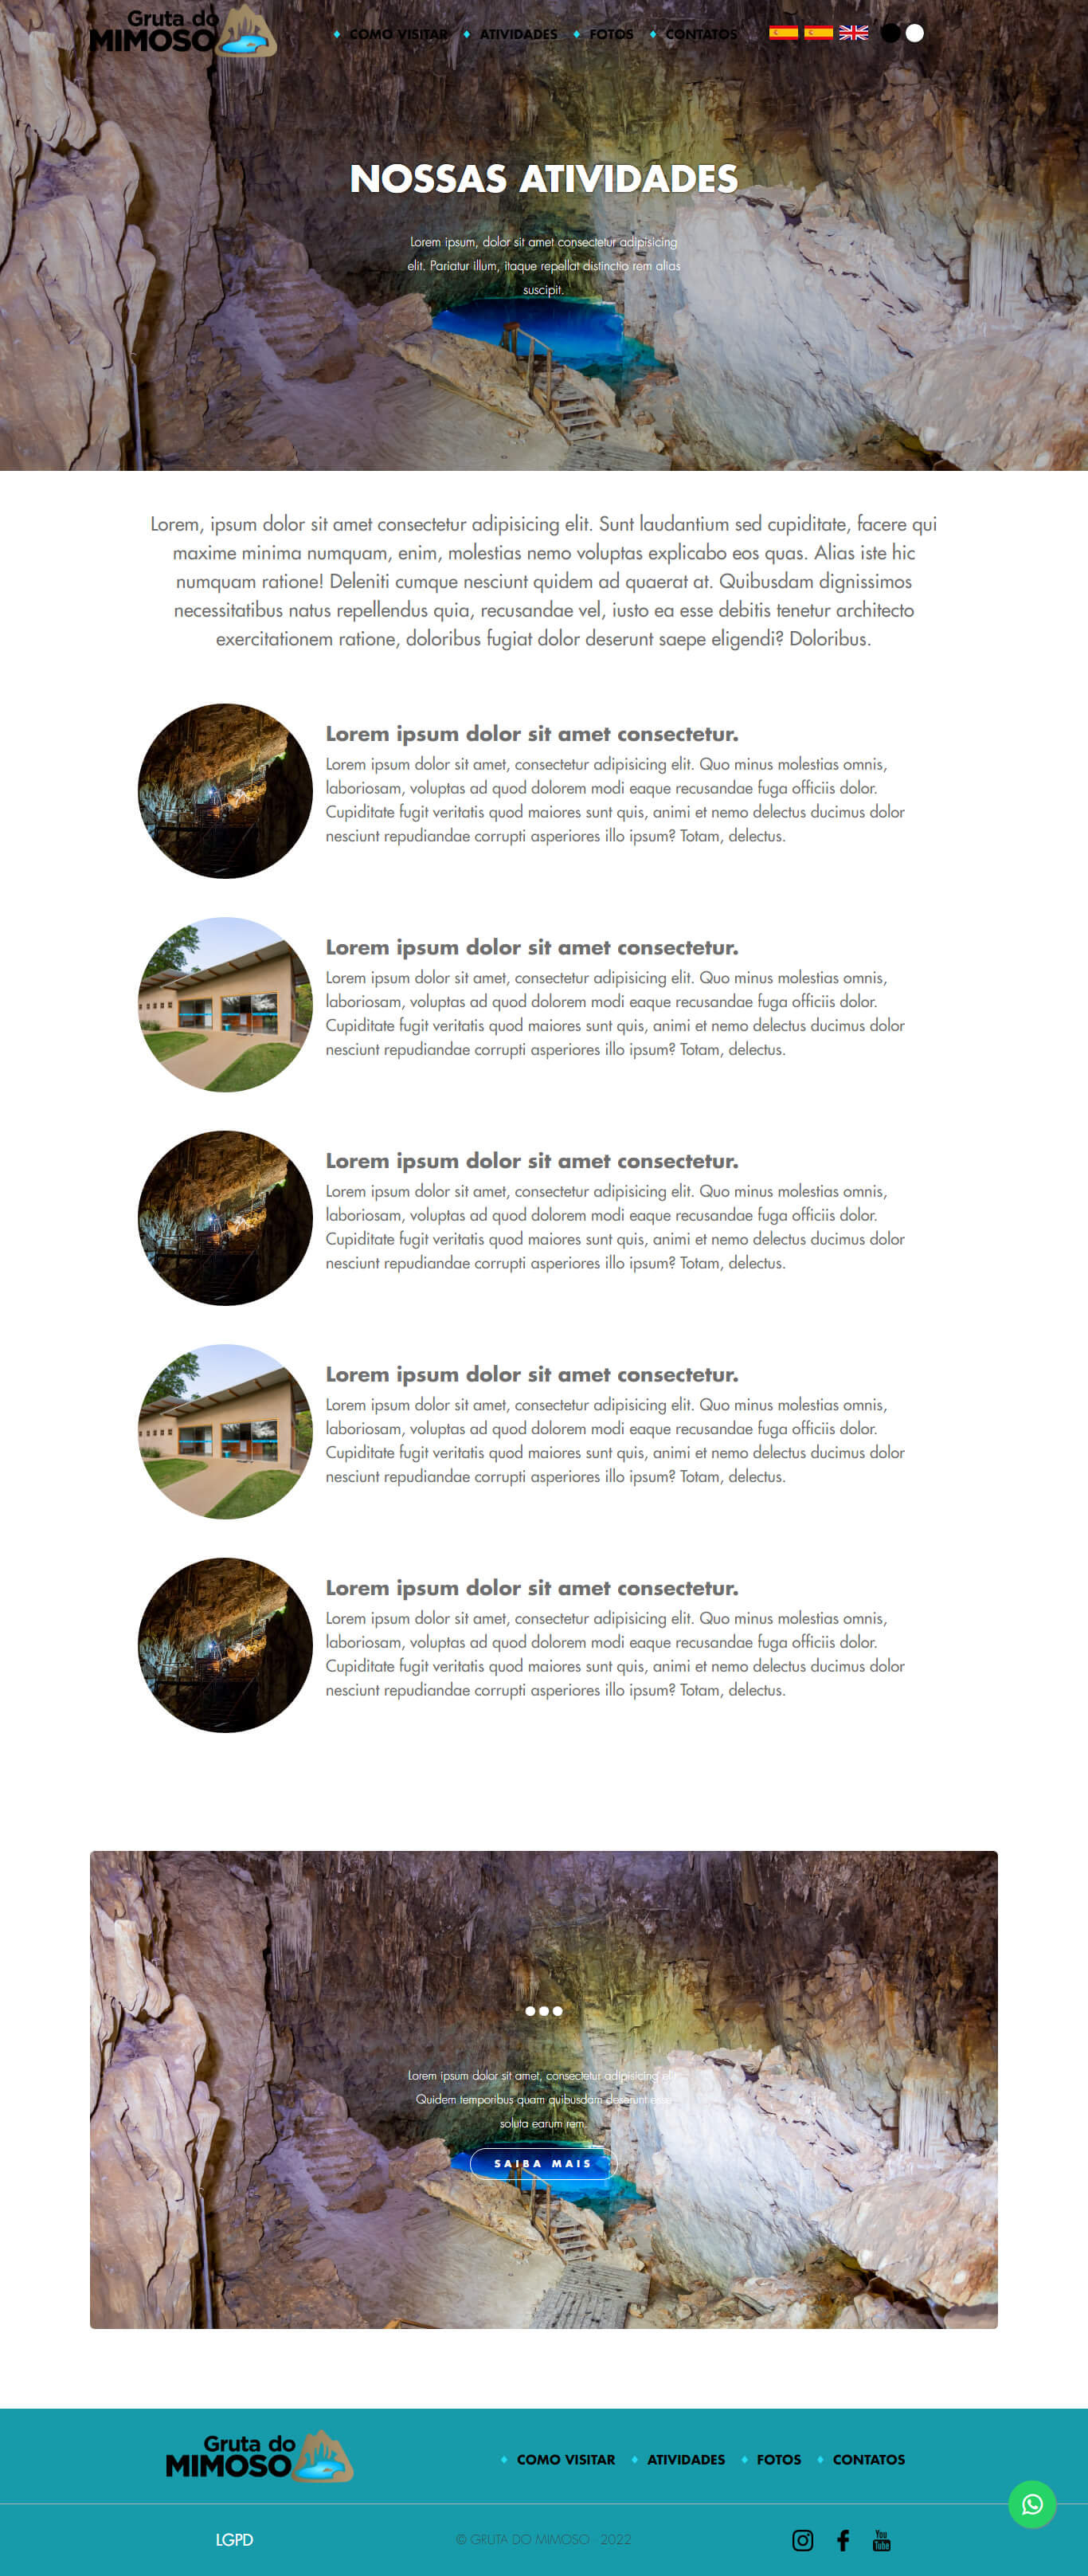 Gruta do
MIMOSO
COMO VISITAR ATIVIDADES FOTOS CONTATOS
NOSSAS ATIVIDADES
Lorem ipsum, dolor sit amet consectetur adipisicing
elit. Pariatur illum, itaque repellat distinctio rem alias
suscipit.
Lorem, ipsum dolor sit amet consectetur adipisicing elit. Sunt laudantium sed cupiditate, facere qui
maxime minima numquam, enim, molestias nemo voluptas explicabo eos quas. Alias iste hic
numquam ratione! Deleniti cumque nesciunt quidem ad quaerat at. Quibusdam dignissimos
necessitatibus natus repellendus quia, recusandae vel, iusto ea esse debitis tenetur architecto
exercitationem ratione, doloribus fugiat dolor deserunt saepe eligendi? Doloribus.
Lorem ipsum dolor sit amet consectetur.
Lorem ipsum dolor sit amet, consectetur adipisicing elit. Quo minus molestias omnis,
laboriosam, voluptas ad quod dolorem modi eaque recusandae fuga officiis dolor.
Cupiditate fugit veritatis quod maiores sunt quis, animi et nemo delectus ducimus dolor
nesciunt repudiandae corrupti asperiores illo ipsum? Totam, delectus.
Lorem ipsum dolor sit amet consectetur.
Lorem ipsum dolor sit amet, consectetur adipisicing elit. Quo minus molestias omnis,
laboriosam, voluptas ad quod dolorem modi eaque recusandae fuga officiis dolor.
Cupiditate fugit veritatis quod maiores sunt quis, animi et nemo delectus ducimus dolor
nesciunt repudiandae corrupti asperiores illo ipsum? Totam, delectus.
Lorem ipsum dolor sit amet consectetur.
Lorem ipsum dolor sit amet, consectetur adipisicing elit. Quo minus molestias omnis,
laboriosam, voluptas ad quod dolorem modi eaque recusandae fuga officiis dolor.
Cupiditate fugit veritatis quod maiores sunt quis, animi et nemo delectus ducimus dolor
nesciunt repudiandae corrupti asperiores illo ipsum? Totam, delectus.
Lorem ipsum dolor sit amet consectetur.
Lorem ipsum dolor sit amet, consectetur adipisicing elit. Quo minus molestias omnis,
laboriosam, voluptas ad quod dolorem modi eaque recusandae fuga officiis dolor.
Cupiditate fugit veritatis quod maiores sunt quis, animi et nemo delectus ducimus dolor
nesciunt repudiandae corrupti asperiores illo ipsum? Totam, delectus.
Lorem ipsum dolor sit amet consectetur.
Lorem ipsum dolor sit amet, consectetur adipisicing elit. Quo minus molestias omnis,
laboriosam, voluptas ad quod dolorem modi eaque recusandae fuga officiis dolor.
Cupiditate fugit veritatis quod maiores sunt quis, animi et nemo delectus ducimus dolor
nesciunt repudiandae corrupti asperiores illo ipsum? Totam, delectus.
...
Lorem ipsum dolor sit amet, consectetur adipisicing
Quidem temporibus quam quibusdam deserunt
soluta earum rem.
SAIBA MAIS
Gruta do
MIMOSO
COMO VISITAR ATIVIDADES FOTOS CONTATOS
LGPD
© GRUTA DO MIMOSO · 2022
You
Tube